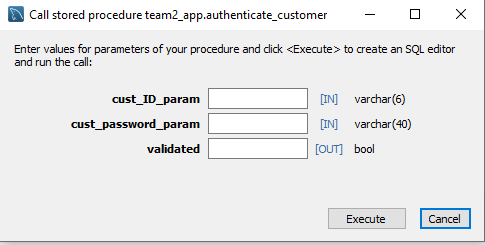 Call stored procedure team2_app.authenticate_customer
Enter values for parameters of your procedure and click <Execute> to create an SQL editor
and run the call:
cust_ID_param [IN] varchar(6)
cust_password_param [IN] varchar(40)
validated [OUT] bool
Execute Cancel